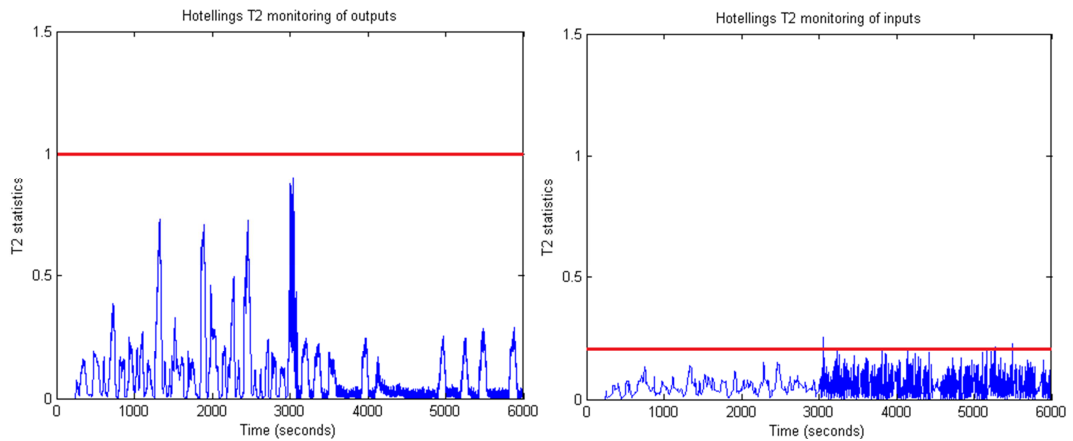 Hotellings T2 monitoring of outputs
1.5
1
0.5
0
T2 statistics
0 1000 2000 3000 4000 5000 6000
Time (seconds)
Hotellings T2 monitoring of inputs
1.5
1
0.5
0
T2 statistics
0 1000 2000 3000 4000 5000 6000
Time (seconds)